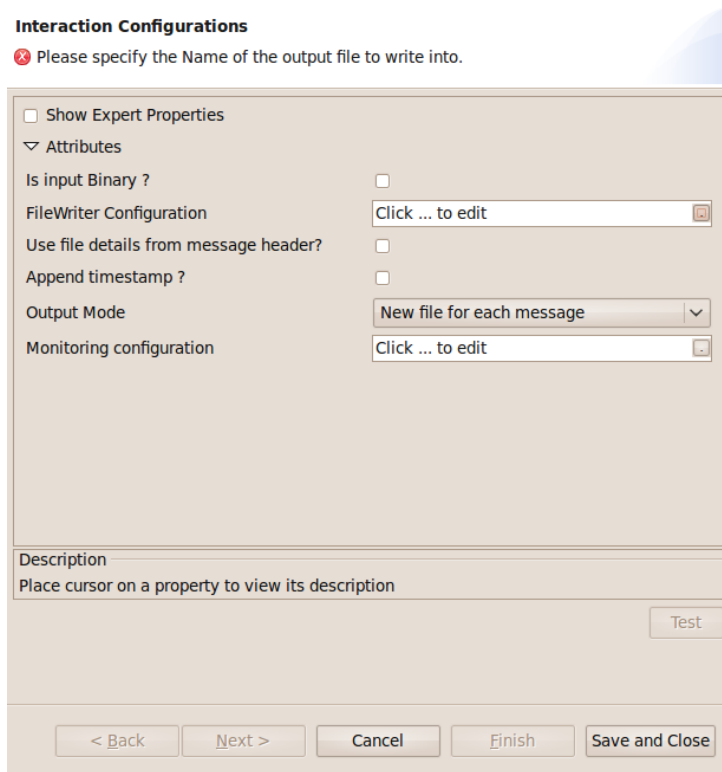 Interaction Configurations
Please specify the Name of the output file to write into.
Show Expert Properties
Attributes
Is input Binary ?
FileWriter Configuration Click ... to edit
Use file details from message header?
Append timestamp ?
Output Mode New file for each message
Monitoring configuration Click ... to edit
Description
Place cursor on a property to view its description
Test
< Back Next > Cancel Finish Save and Close